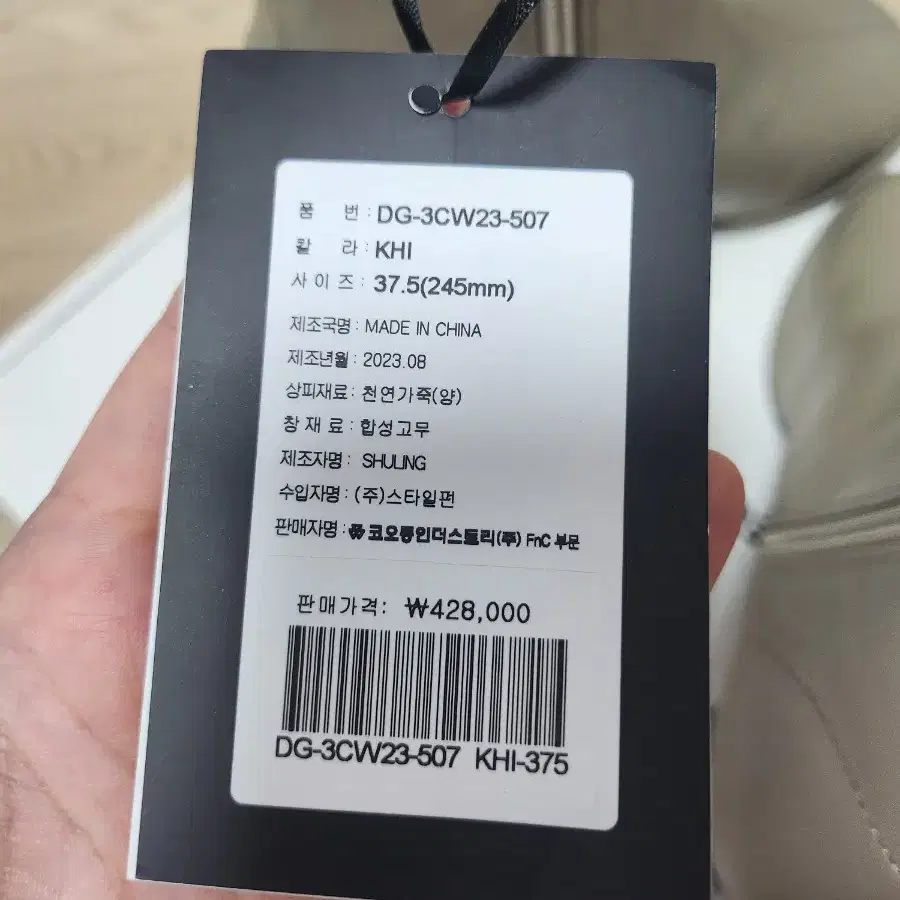 품 번 : DG-3CW23-507
칼 라 : KHI
사 이 즈 : 37.5(245mm)
제조국명 : MADE IN CHINA
제조년월 : 2023.08
상피재료 : 천연가죽(양)
창 재 료 : 합성고무
제조자명 : SHULING
수입자명 : (주)스타일펀
판매자명 : 코오롱인더스트리(주) FnC 부문
판매가격: ₩428,000
DG-3CW23-507 KHI-375